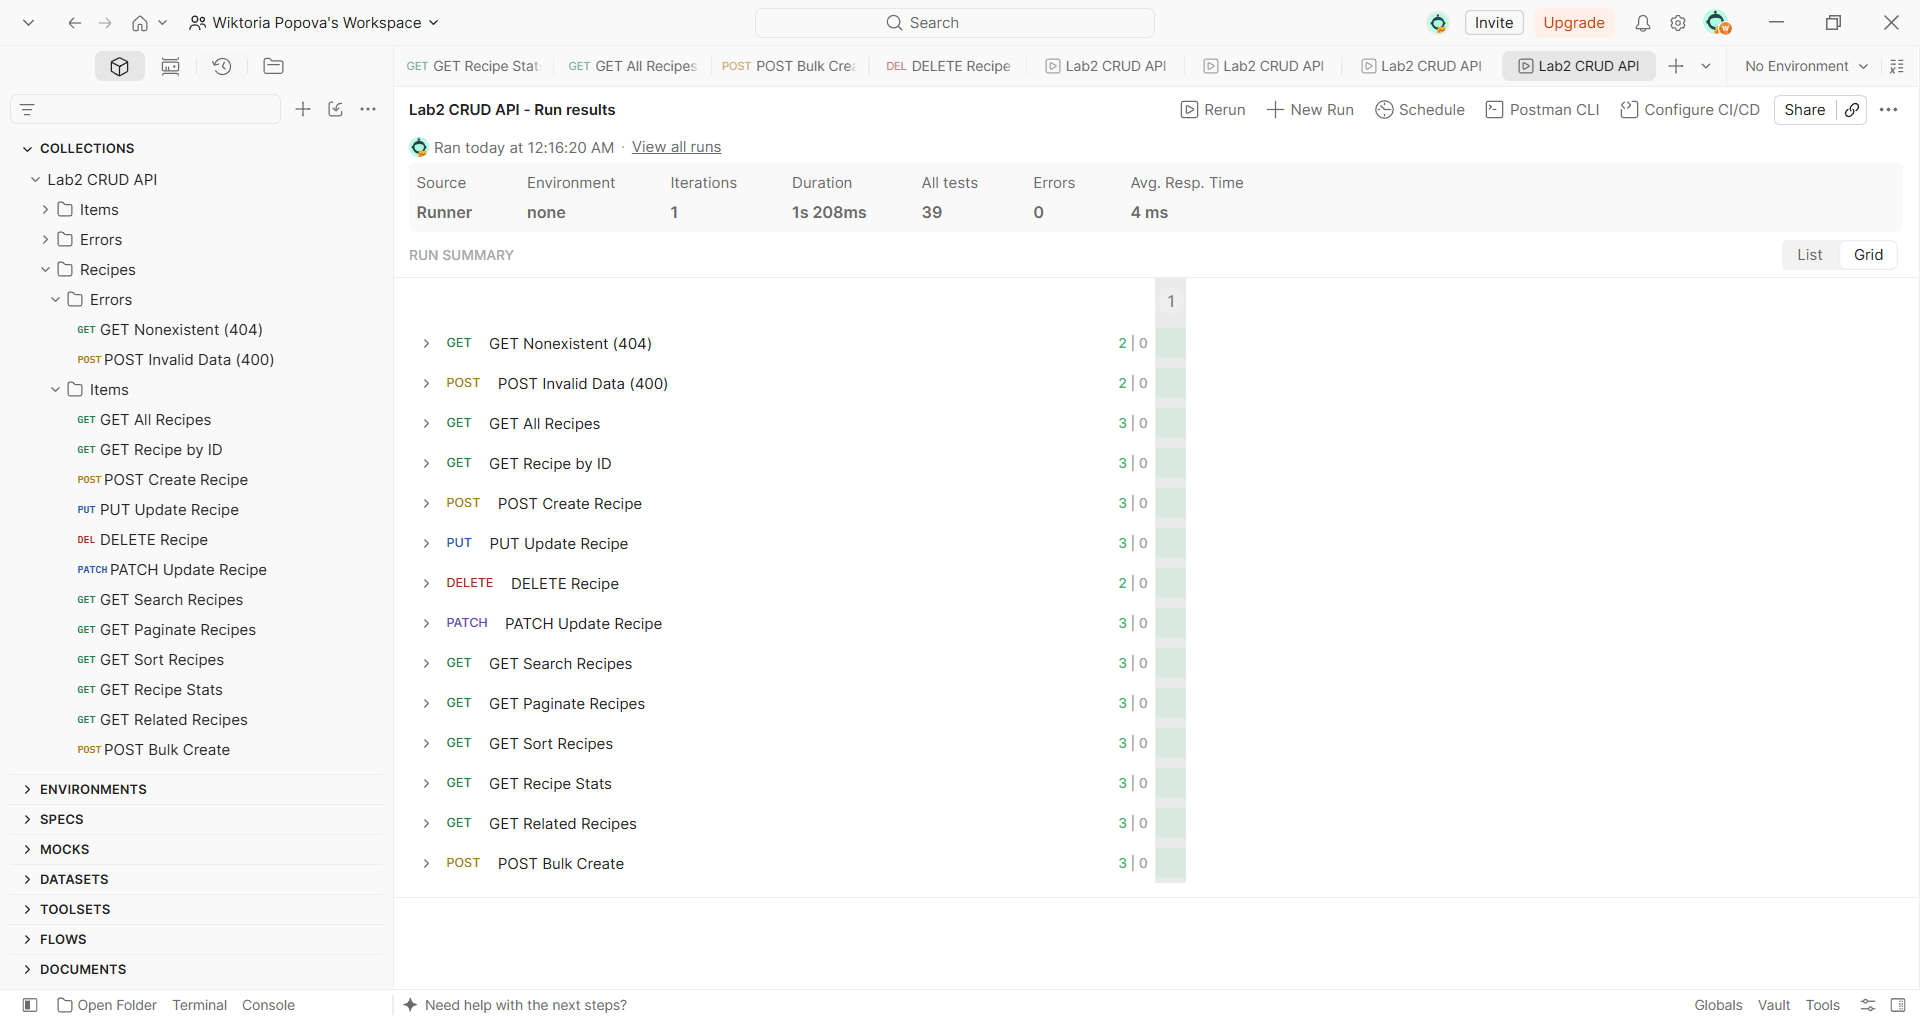 Wiktoria Popova's Workspace
Search
Invite
Upgrade
GET GET Recipe Stat
GET GET All Recipes
POST POST Bulk Crea
DEL DELETE Recipe
Lab2 CRUD API
Lab2 CRUD API
Lab2 CRUD API
Lab2 CRUD API
No Environment
Lab2 CRUD API - Run results
Rerun
New Run
Schedule
Postman CLI
Configure CI/CD
Share
Ran today at 12:16:20 AM · View all runs
Source Environment Iterations Duration All tests Errors Avg. Resp. Time
Runner none 1 1s 208ms 39 0 4 ms
RUN SUMMARY
List Grid
1
GET GET Nonexistent (404) 2 | 0
POST POST Invalid Data (400) 2 | 0
GET GET All Recipes 3 | 0
GET GET Recipe by ID 3 | 0
POST POST Create Recipe 3 | 0
PUT PUT Update Recipe 3 | 0
DELETE DELETE Recipe 2 | 0
PATCH PATCH Update Recipe 3 | 0
GET GET Search Recipes 3 | 0
GET GET Paginate Recipes 3 | 0
GET GET Sort Recipes 3 | 0
GET GET Recipe Stats 3 | 0
GET GET Related Recipes 3 | 0
POST POST Bulk Create 3 | 0
COLLECTIONS
Lab2 CRUD API
Items
Errors
Recipes
Errors
GET GET Nonexistent (404)
POST POST Invalid Data (400)
Items
GET GET All Recipes
GET GET Recipe by ID
POST POST Create Recipe
PUT PUT Update Recipe
DEL DELETE Recipe
PATCH PATCH Update Recipe
GET GET Search Recipes
GET GET Paginate Recipes
GET GET Sort Recipes
GET GET Recipe Stats
GET GET Related Recipes
POST POST Bulk Create
ENVIRONMENTS
SPECS
MOCKS
DATASETS
TOOLSETS
FLOWS
DOCUMENTS
Open Folder Terminal Console
Need help with the next steps?
Globals Vault Tools